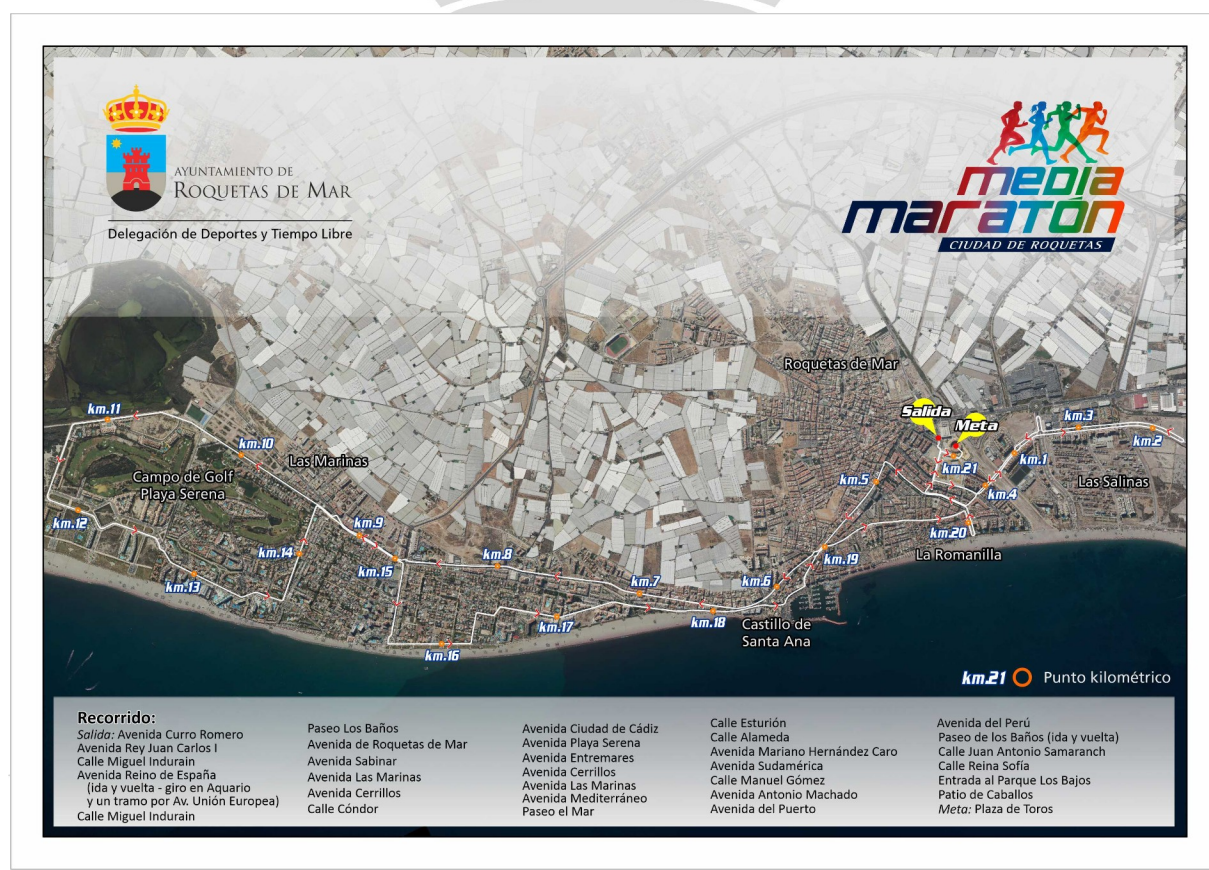 AYUNTAMIENTO DE
ROQUETAS DE MAR
Delegación de Deportes y Tiempo Libre
media
maratón
CIUDAD DE ROQUETAS
Roquetas de Mar
Salida
Meta
km.11
km.3
km.2
km.10
Las Marinas
km.21
km.1
Campo de Golf
Playa Serena
km.5
km.4
Las Salinas
km.12
km.9
km.20
km.14
km.8
km.19
La Romanilla
km.15
km.13
km.7
km.6
km.17
km.18
Castillo de
Santa Ana
km.16
km.21 Punto kilométrico
Recorrido:
Salida: Avenida Curro Romero
Avenida Rey Juan Carlos I
Calle Miguel Indurain
Avenida Reino de España
(ida y vuelta - giro en Aquario
y un tramo por Av. Unión Europea)
Calle Miguel Indurain
Paseo Los Baños
Avenida de Roquetas de Mar
Avenida Sabinar
Avenida Las Marinas
Avenida Cerrillos
Calle Cóndor
Avenida Ciudad de Cádiz
Avenida Playa Serena
Avenida Entremares
Avenida Cerrillos
Avenida Las Marinas
Avenida Mediterráneo
Paseo el Mar
Calle Esturión
Calle Alameda
Avenida Mariano Hernández Caro
Avenida Sudamérica
Calle Manuel Gómez
Avenida Antonio Machado
Avenida del Puerto
Avenida del Perú
Paseo de los Baños (ida y vuelta)
Calle Juan Antonio Samaranch
Calle Reina Sofía
Entrada al Parque Los Bajos
Patio de Caballos
Meta: Plaza de Toros